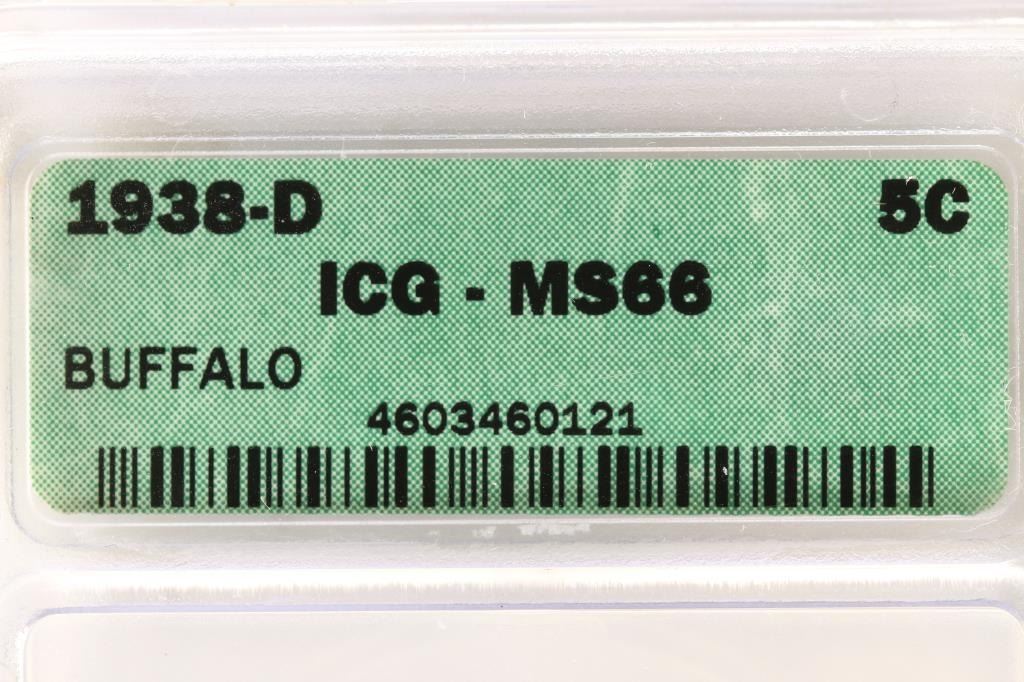 1938-D 5C
ICG - MS66
BUFFALO
4603460121